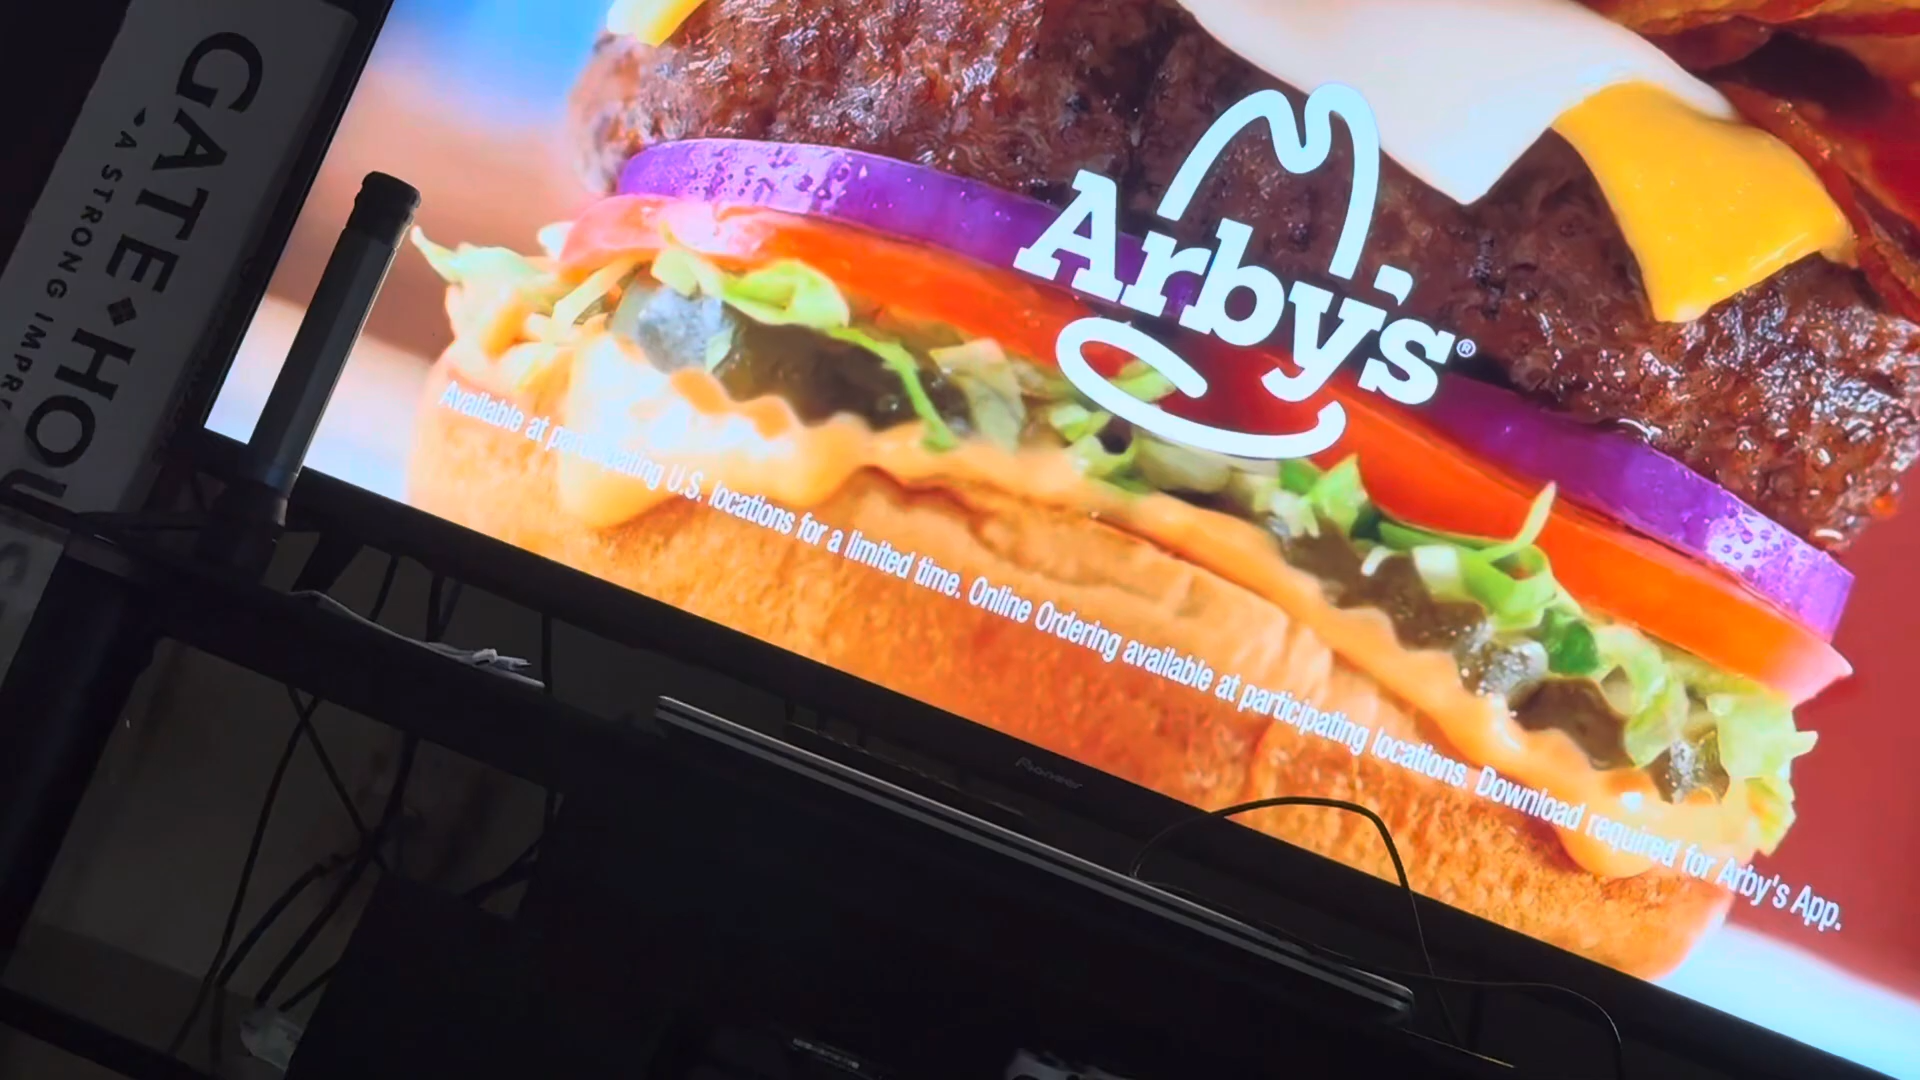 GATE HOU
A STRONG IMPR
Arby's®
Available at participating U.S. locations for a limited time. Online Ordering available at participating locations. Download required for Arby's App.
Pioneer